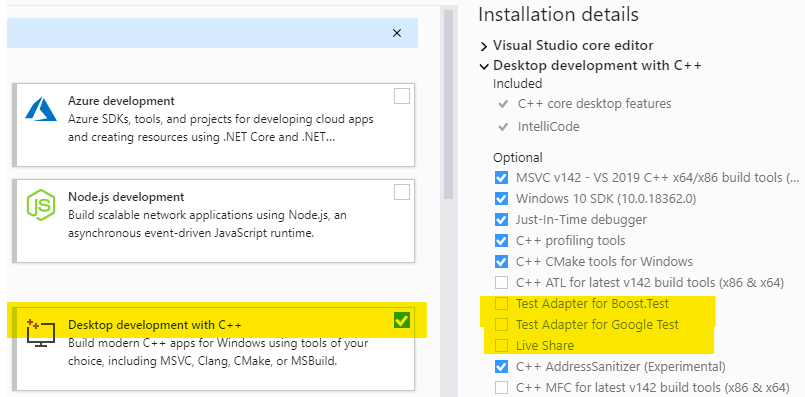 Azure development
Azure SDKs, tools, and projects for developing cloud apps
and creating resources using .NET Core and .NET...
Node.js development
Build scalable network applications using Node.js, an
asynchronous event-driven JavaScript runtime.
Desktop development with C++
Build modern C++ apps for Windows using tools of your
choice, including MSVC, Clang, CMake, or MSBuild.
Installation details
Visual Studio core editor
Desktop development with C++
Included
C++ core desktop features
IntelliCode
Optional
MSVC v142 - VS 2019 C++ x64/x86 build tools (...
Windows 10 SDK (10.0.18362.0)
Just-In-Time debugger
C++ profiling tools
C++ CMake tools for Windows
C++ ATL for latest v142 build tools (x86 & x64)
Test Adapter for Boost.Test
Test Adapter for Google Test
Live Share
C++ AddressSanitizer (Experimental)
C++ MFC for latest v142 build tools (x86 & x64)